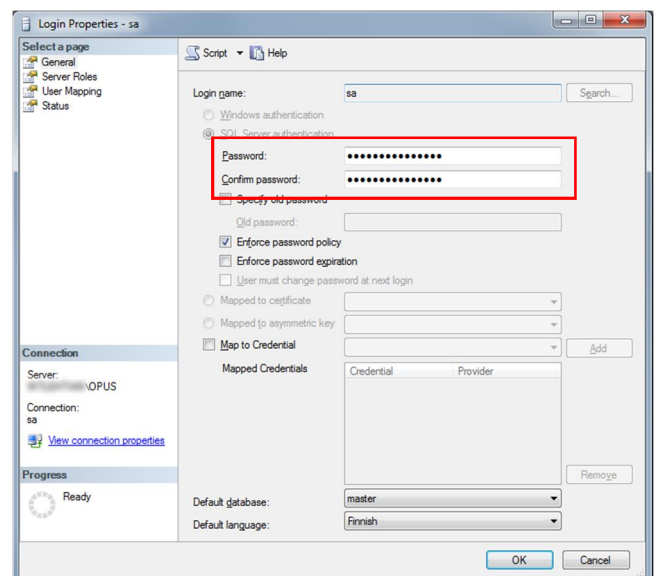 Login Properties - sa
Select a page
General
Server Roles
User Mapping
Status
Script Help
Login name: sa Search...
Windows authentication
SQL Server authentication
Password: •••••••••••••••
Confirm password: •••••••••••••••
Specify old password
Old password:
Enforce password policy
Enforce password expiration
User must change password at next login
Mapped to certificate
Mapped to asymmetric key
Map to Credential Add
Mapped Credentials Credential Provider
Remove
Default database: master
Default language: Finnish
Connection
Server:
\OPUS
Connection:
sa
View connection properties
Progress
Ready
OK Cancel